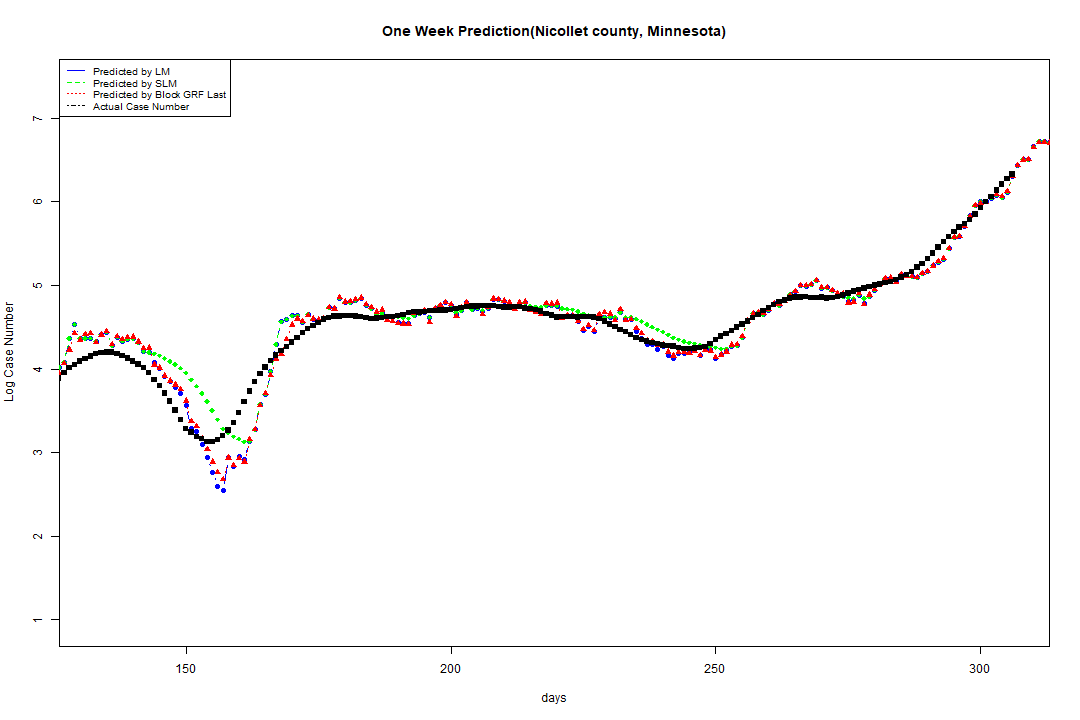 One Week Prediction(Nicollet county, Minnesota)
Predicted by LM
Predicted by SLM
Predicted by Block GRF Last
Actual Case Number
7
6
5
4
3
2
1
Log Case Number
150 200 250 300
days